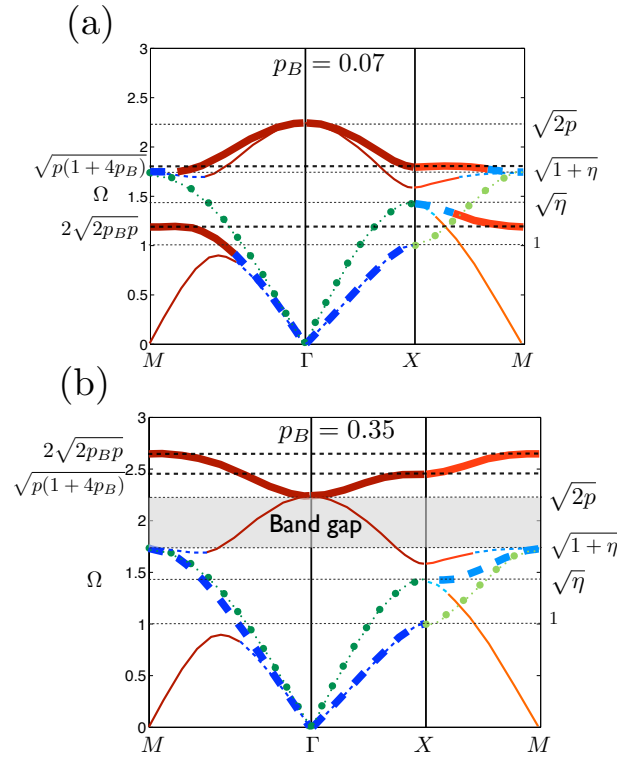 (a)
p_B = 0.07
3
2.5
2
1.5
1
0.5
0
√p(1+4p_B)
Ω
2√2p_Bp
√2p
√1+η
√η
1
M
Γ
X
M
(b)
p_B = 0.35
3
2.5
2
1.5
1
0.5
0
2√2p_Bp
√p(1+4p_B)
Ω
Band gap
√2p
√1+η
√η
1
M
Γ
X
M